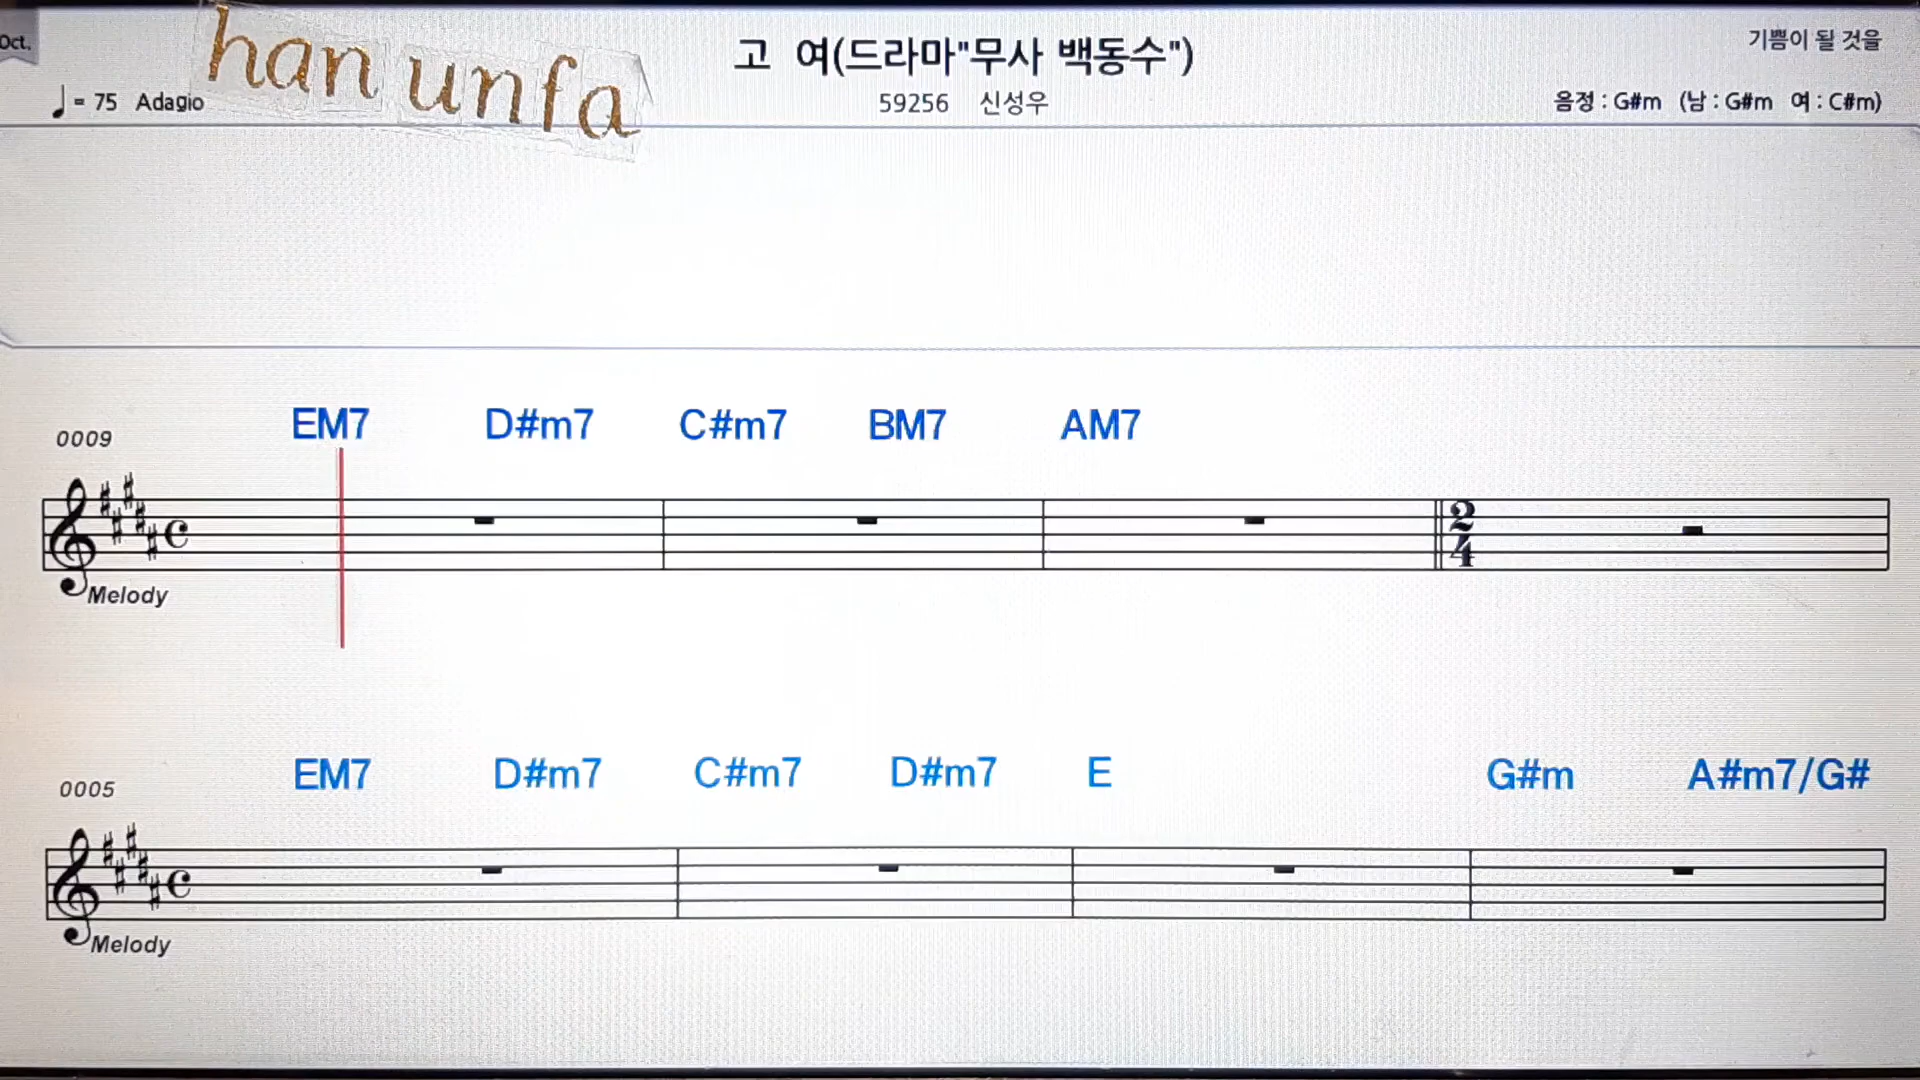 Oct.
han unfa
고 여(드라마"무사 백동수")
기쁨이 될 것을
♩ = 75 Adagio
59256 신성우
음정 : G#m (남 : G#m 여 : C#m)
0009
EM7 D#m7 C#m7 BM7 AM7
2
4
Melody
0005
EM7 D#m7 C#m7 D#m7 E G#m A#m7/G#
Melody